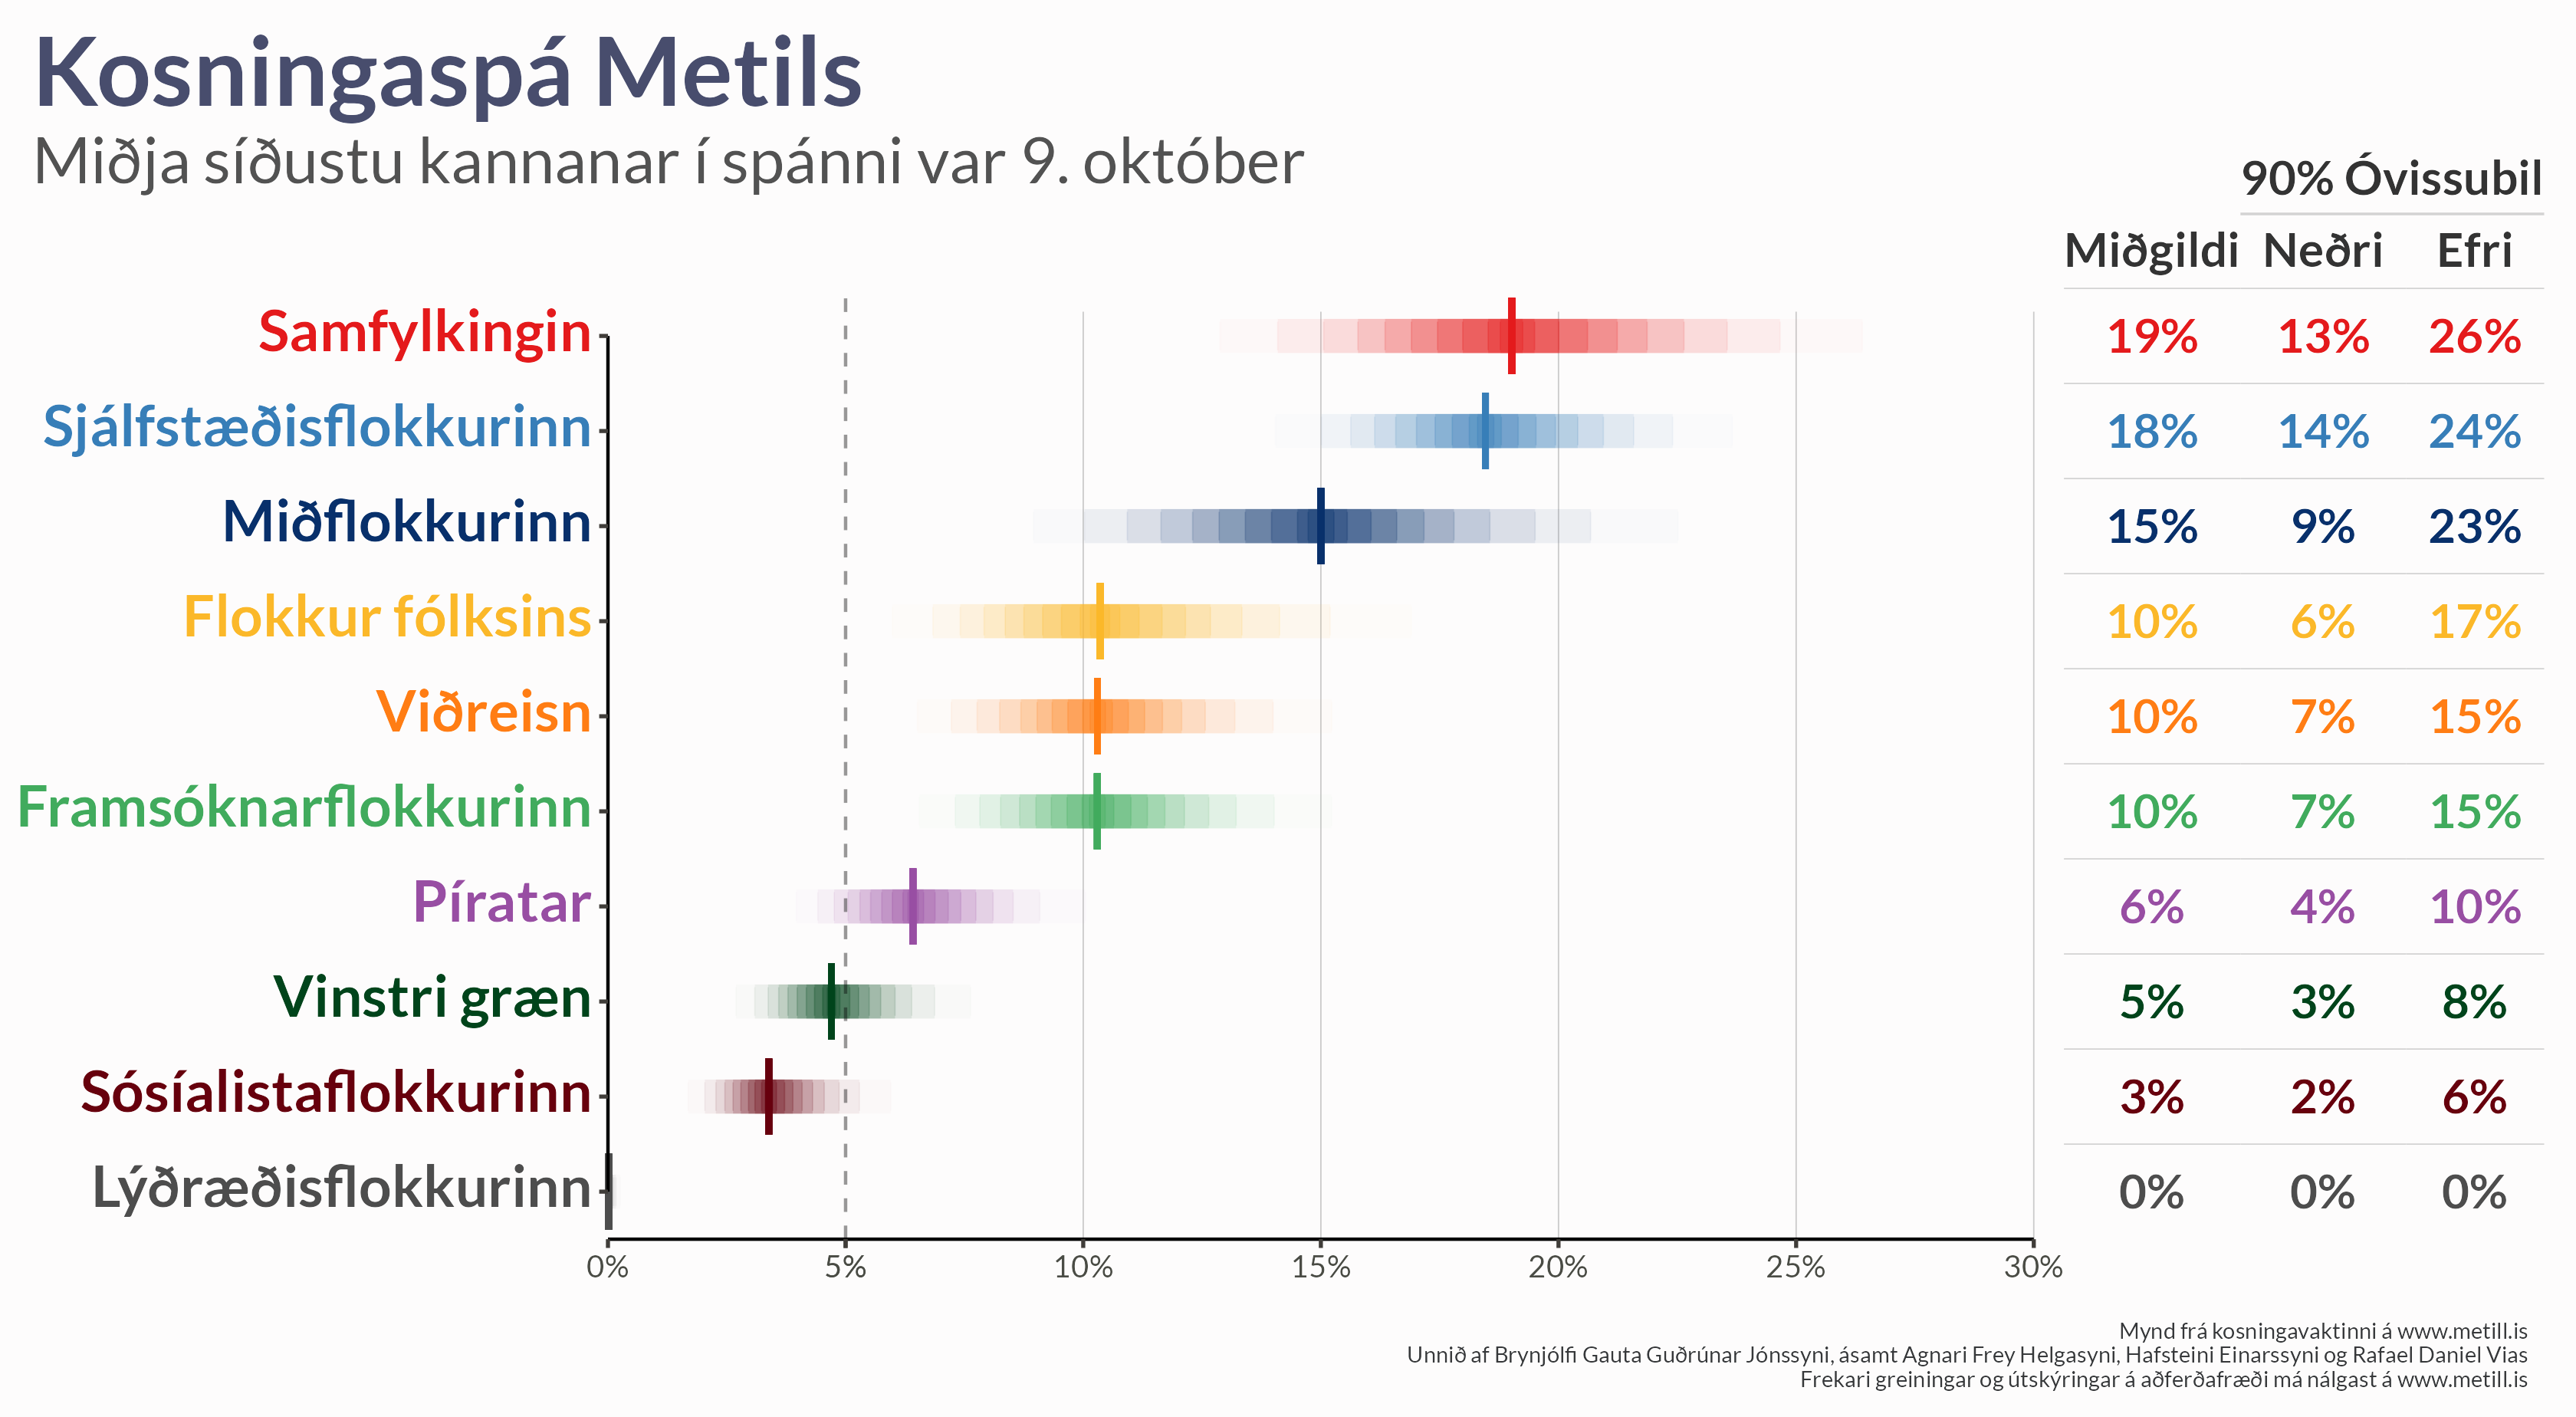 Kosningaspá Metils
Miðja síðustu kannanar í spánni var 9. október
90% Óvissubil
Miðgildi Neðri Efri
Samfylkingin 19% 13% 26%
Sjálfstæðisflokkurinn 18% 14% 24%
Miðflokkurinn 15% 9% 23%
Flokkur fólksins 10% 6% 17%
Viðreisn 10% 7% 15%
Framsóknarflokkurinn 10% 7% 15%
Píratar 6% 4% 10%
Vinstri græn 5% 3% 8%
Sósíalistaflokkurinn 3% 2% 6%
Lýðræðisflokkurinn 0% 0% 0%
0% 5% 10% 15% 20% 25% 30%
Mynd frá kosningavaktinni á www.metill.is
Unnið af Brynjólfi Gauta Guðrúnar Jónssyni, ásamt Agnari Frey Helgasyni, Hafsteini Einarssyni og Rafael Daniel Vias
Frekari greiningar og útskýringar á aðferðafræði má nálgast á www.metill.is